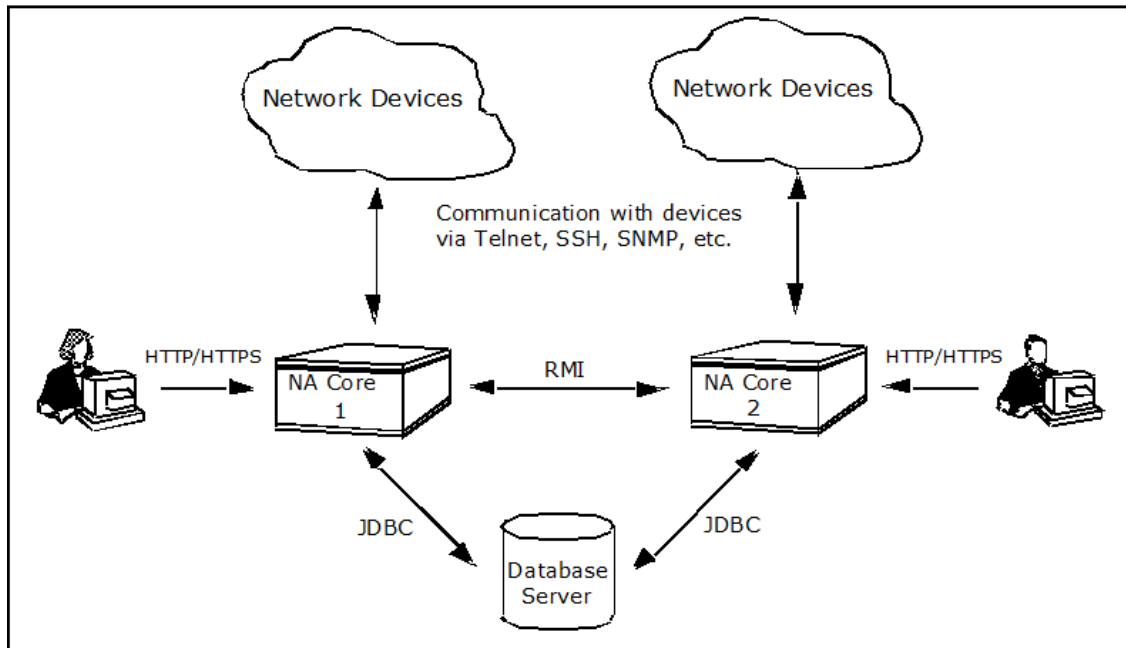 Network Devices
Network Devices
Communication with devices
via Telnet, SSH, SNMP, etc.
HTTP/HTTPS
NA Core
1
RMI
NA Core
2
HTTP/HTTPS
JDBC
JDBC
Database
Server